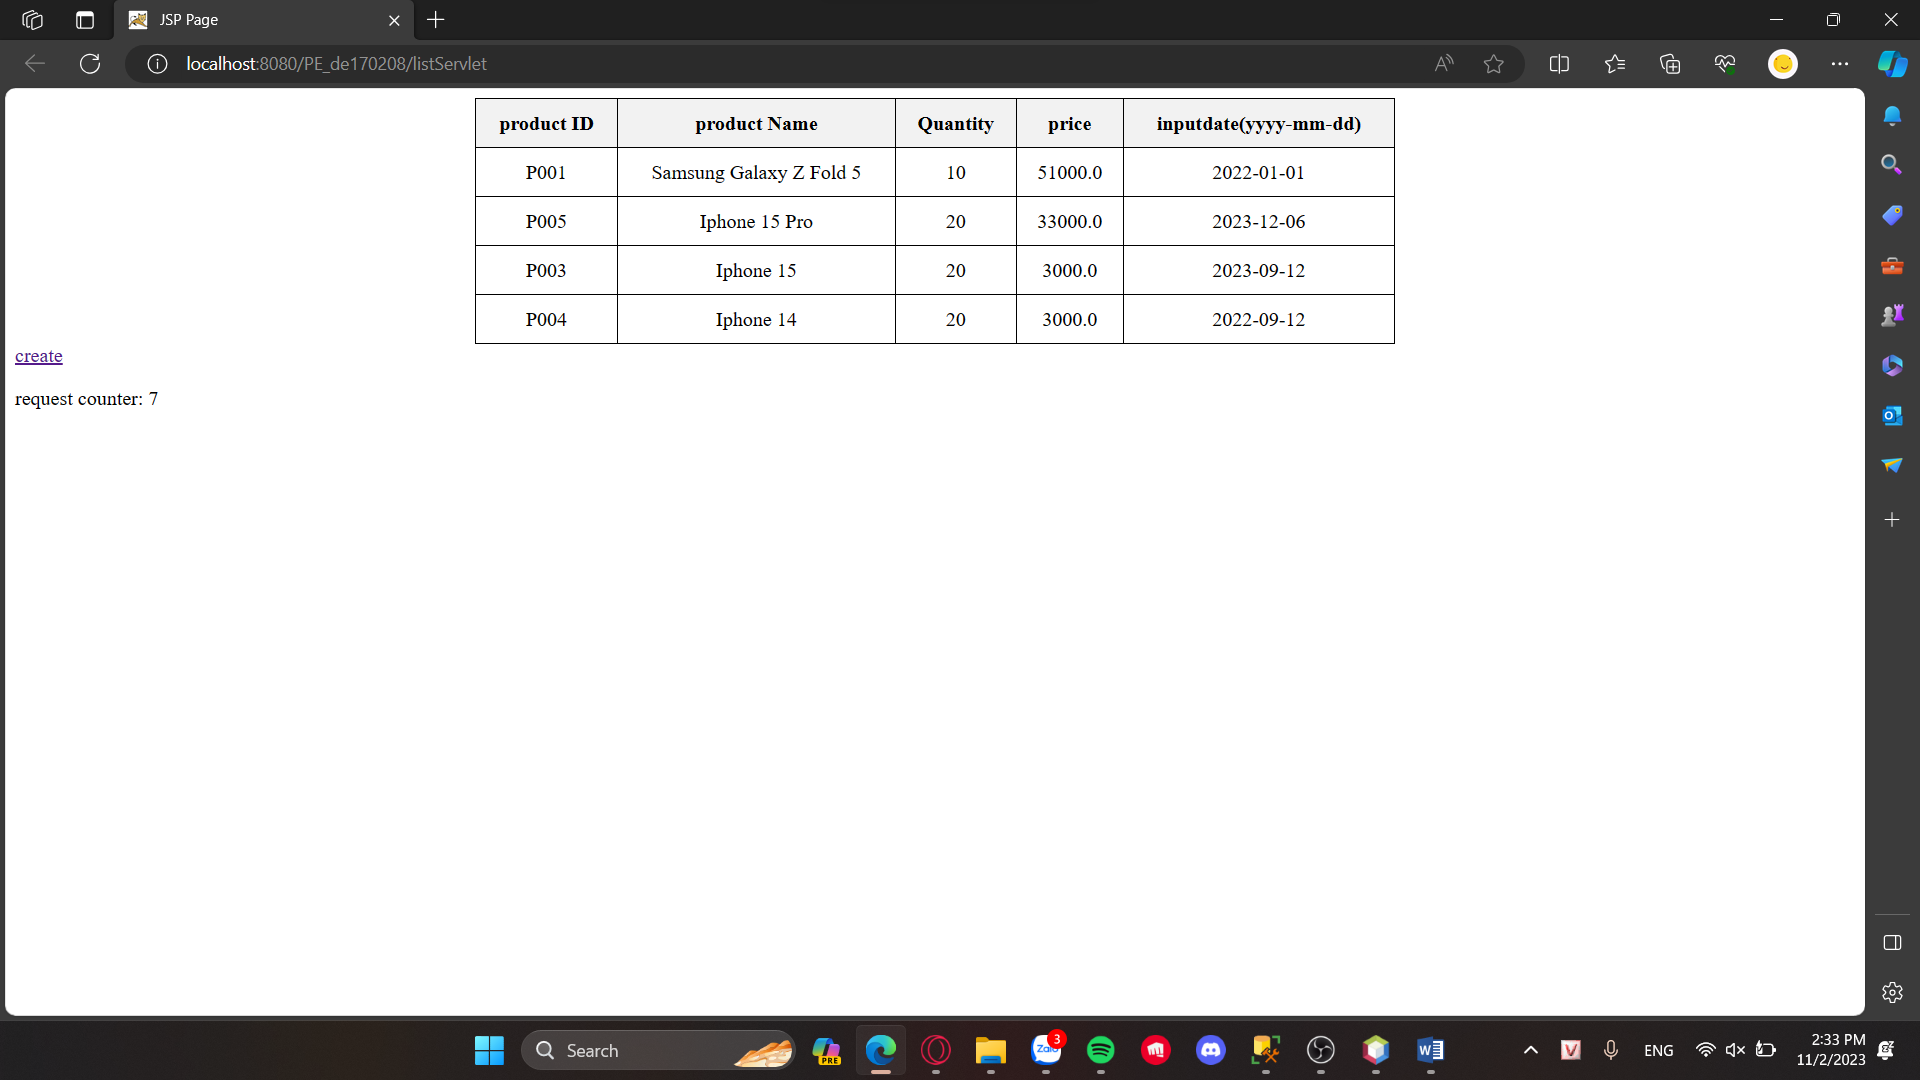 JSP Page
localhost:8080/PE_de170208/listServlet
product ID product Name Quantity price inputdate(yyyy-mm-dd)
P001 Samsung Galaxy Z Fold 5 10 51000.0 2022-01-01
P005 Iphone 15 Pro 20 33000.0 2023-12-06
P003 Iphone 15 20 3000.0 2023-09-12
P004 Iphone 14 20 3000.0 2022-09-12
create
request counter: 7
Search
PRE
Zalo
3
ENG
2:33 PM
11/2/2023